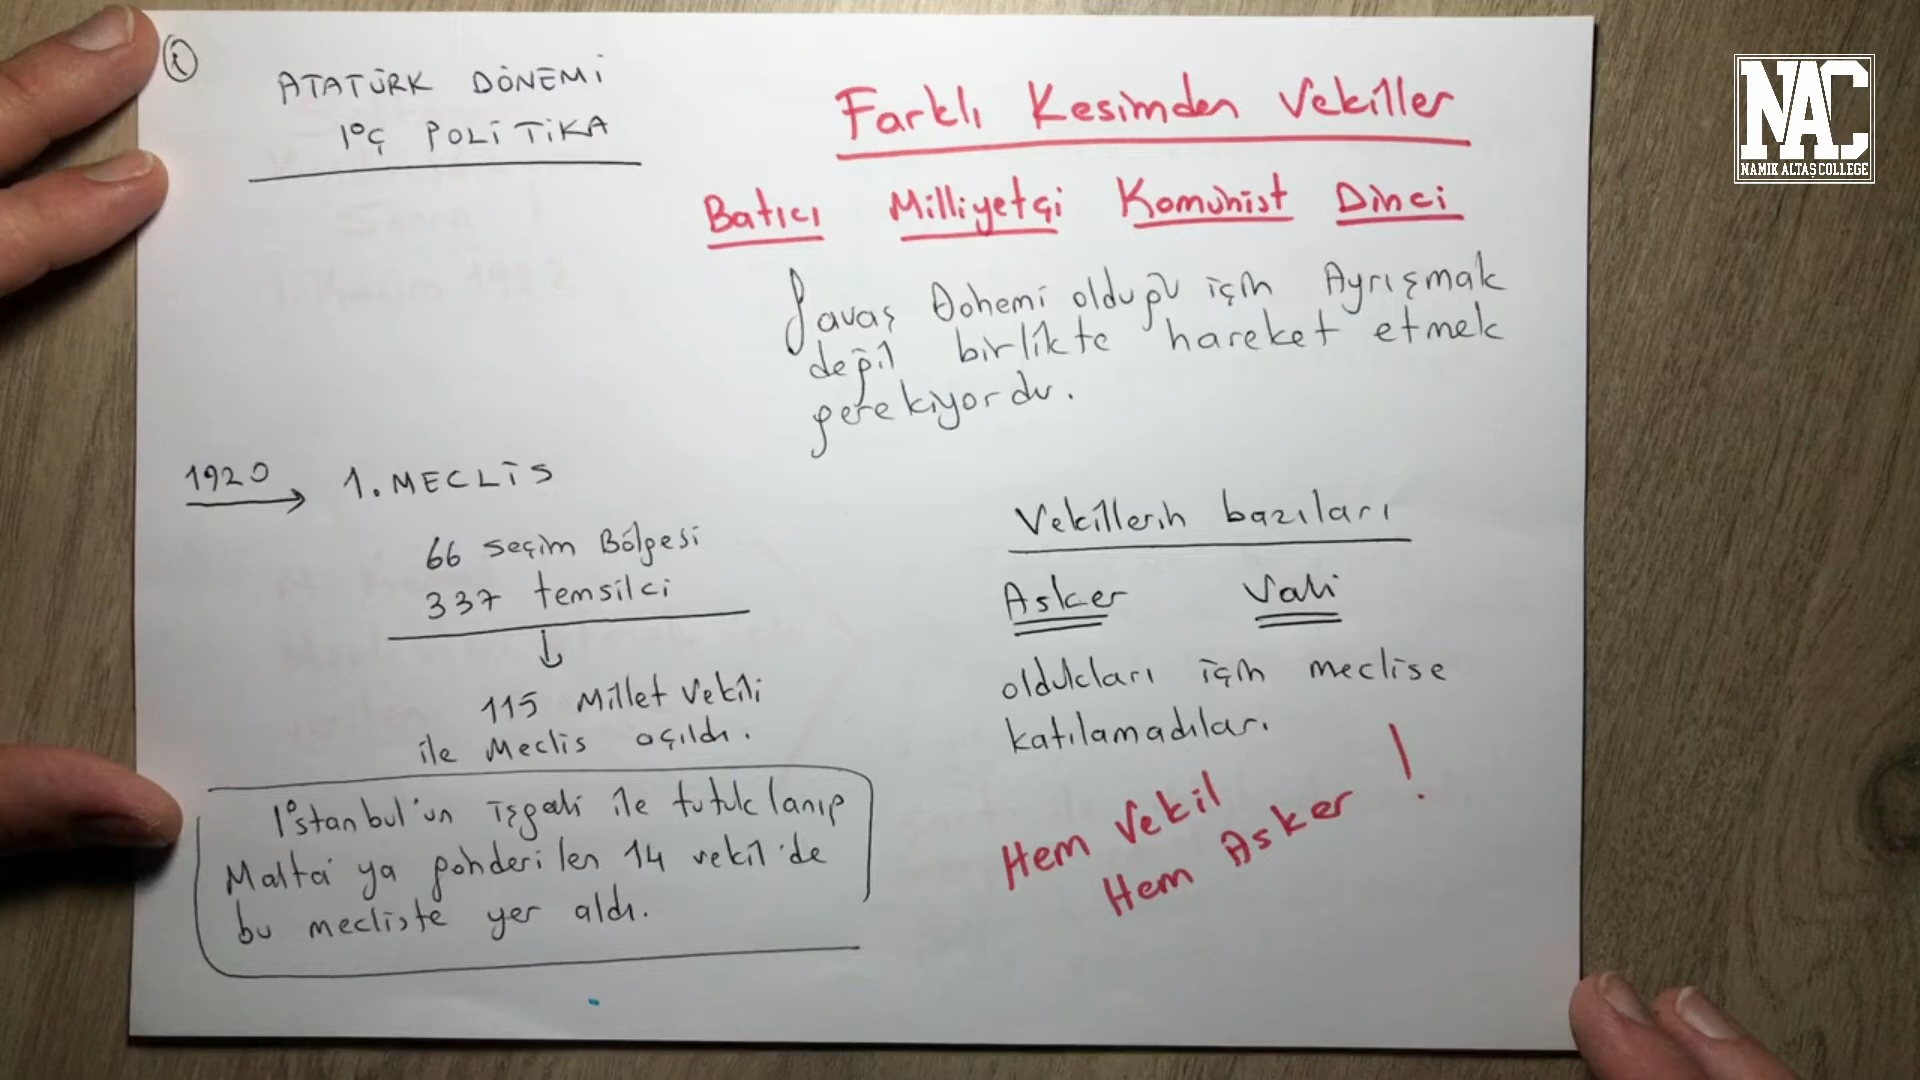 i
ATATÜRK DÖNEMİ
İÇ POLİTİKA
Farklı Kesimden Vekiller
Batıcı Milliyetçi Komünist Dinci
Savaş Dönemi olduğu için Ayrışmak
değil birlikte hareket etmek
gerekiyordu.
1920 → 1. MECLİS
66 seçim Bölgesi
337 temsilci
↓
115 Millet Vekili
ile Meclis açıldı.
İstanbul'un işgali ile tutuklanıp
Malta'ya gönderilen 14 vekil'de
bu mecliste yer aldı.
Vekillerin bazıları
Asker Vali
oldukları için meclise
katılamadılar.
Hem Vekil
Hem Asker !
NAC
NAMIK ALTAŞ COLLEGE